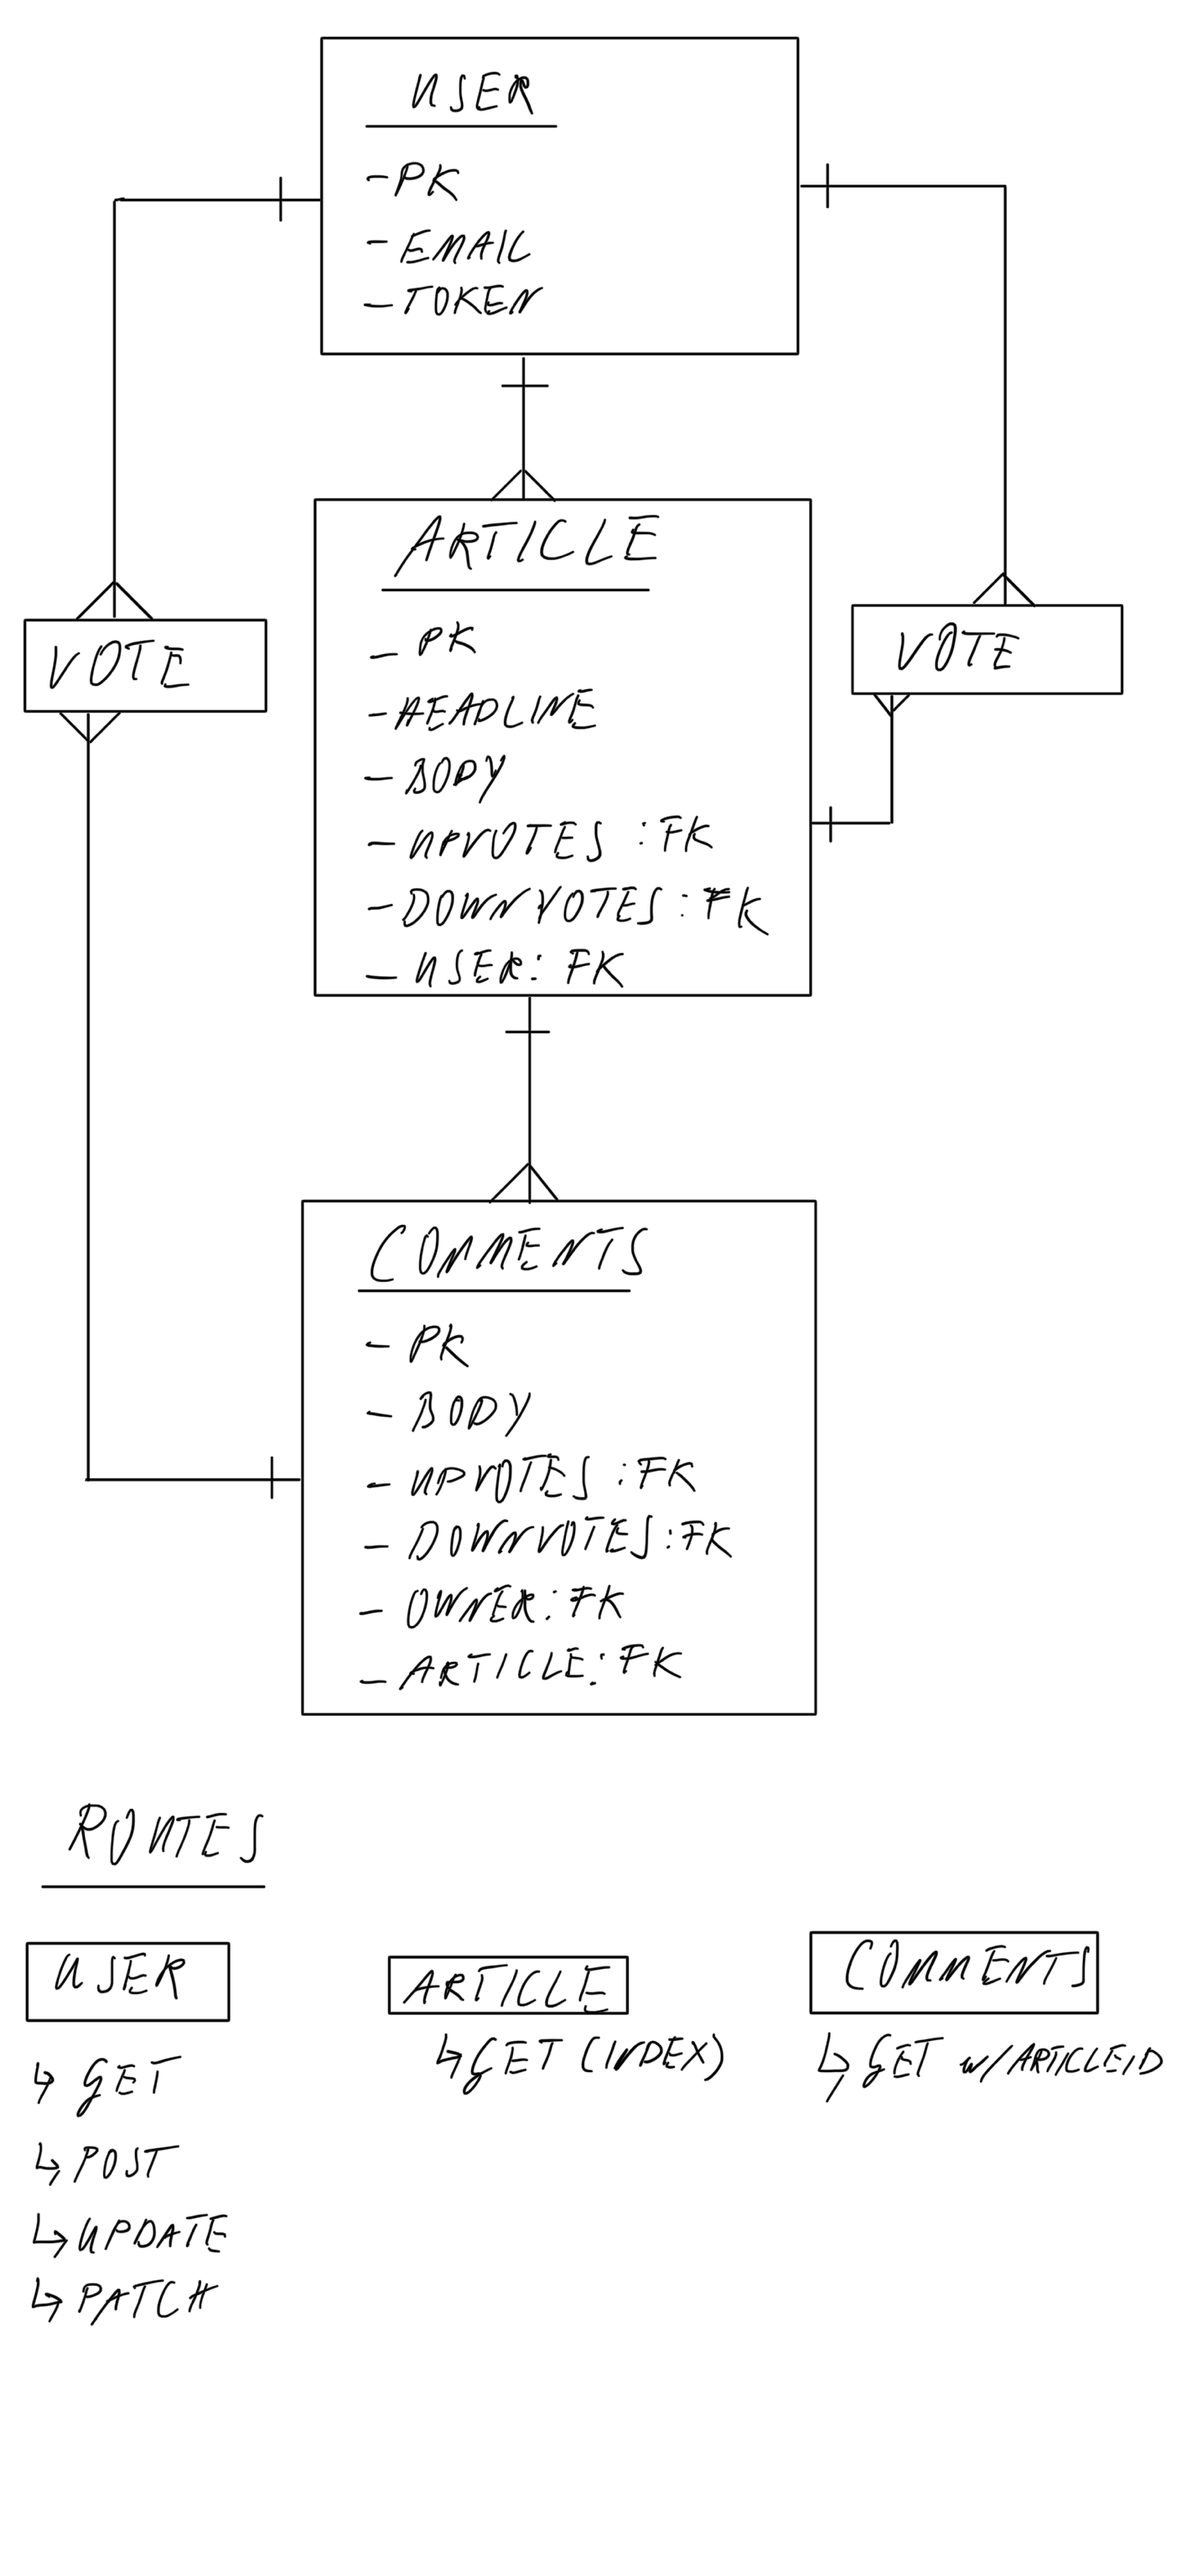 USER
- PK
- EMAIL
- TOKEN
ARTICLE
- PK
- HEADLINE
- BODY
- UPVOTES : FK
- DOWNVOTES : FK
- USER : FK
VOTE
VOTE
COMMENTS
- PK
- BODY
- UPVOTES : FK
- DOWNVOTES : FK
- OWNER : FK
- ARTICLE : FK
ROUTES
USER
↳ GET
↳ POST
↳ UPDATE
↳ PATCH
ARTICLE
↳ GET (INDEX)
COMMENTS
↳ GET w/ ARTICLEID